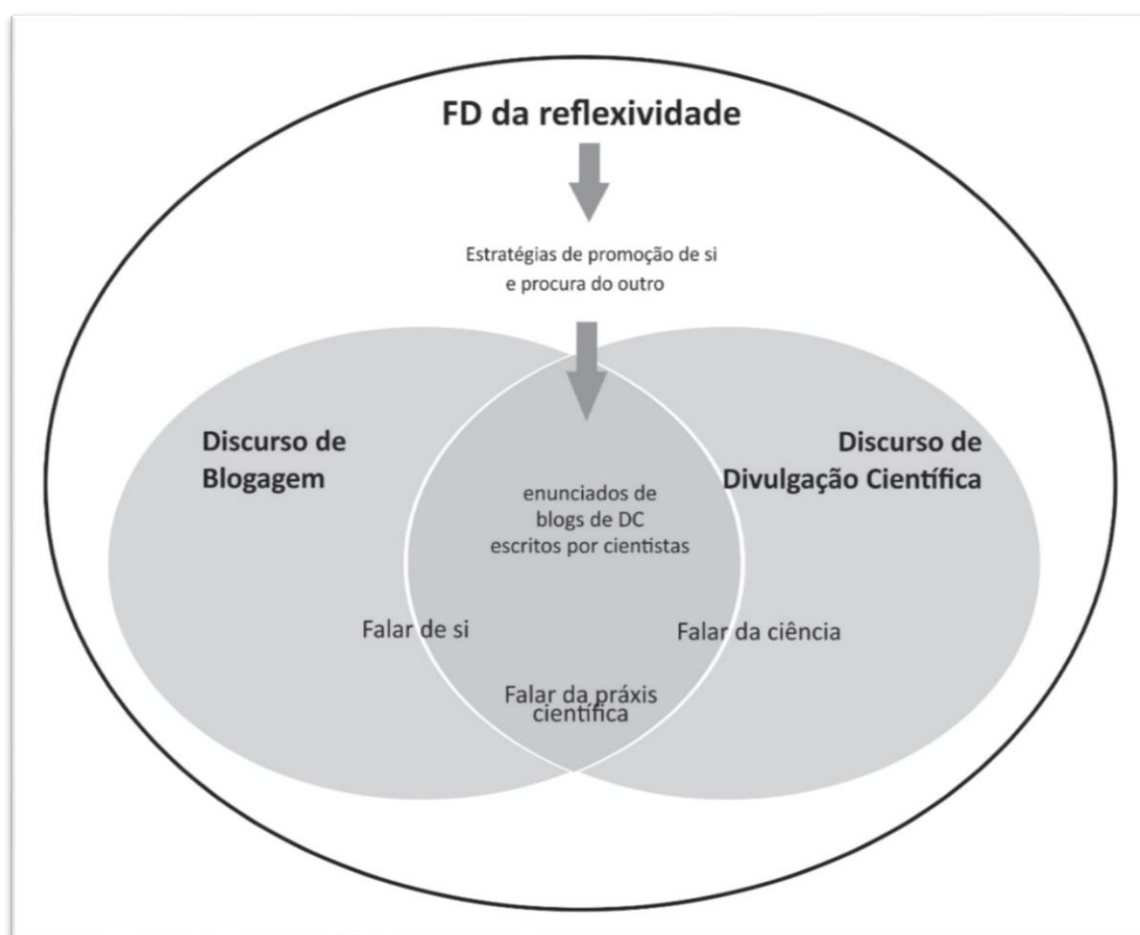 FD da reflexividade
Estratégias de promoção de si
e procura do outro
Discurso de
Blogagem
Discurso de
Divulgação Científica
enunciados de
blogs de DC
escritos por cientistas
Falar de si
Falar da ciência
Falar da práxis
científica